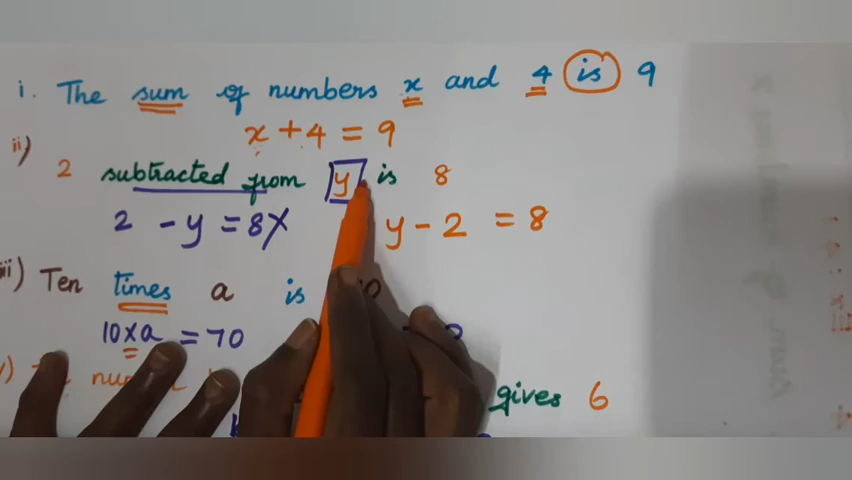 i. The sum of numbers x and 4 is 9
x + 4 = 9
ii) 2 subtracted from y is 8
2 - y = 8 X y - 2 = 8
iii) Ten times a is
10 x a = 70
gives 6